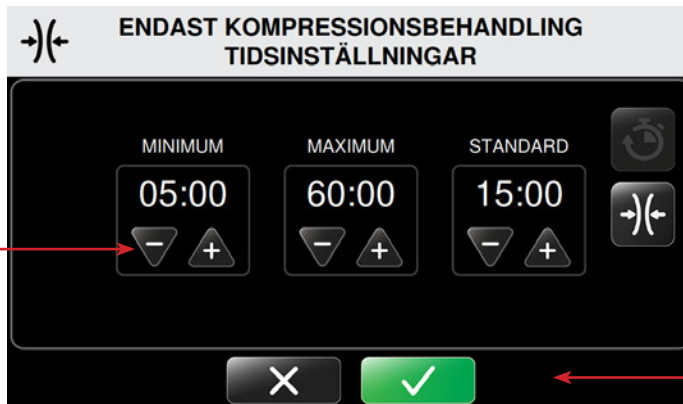 ENDAST KOMPRESSIONSBEHANDLING
TIDSINSTÄLLNINGAR
MINIMUM MAXIMUM STANDARD
05:00 60:00 15:00